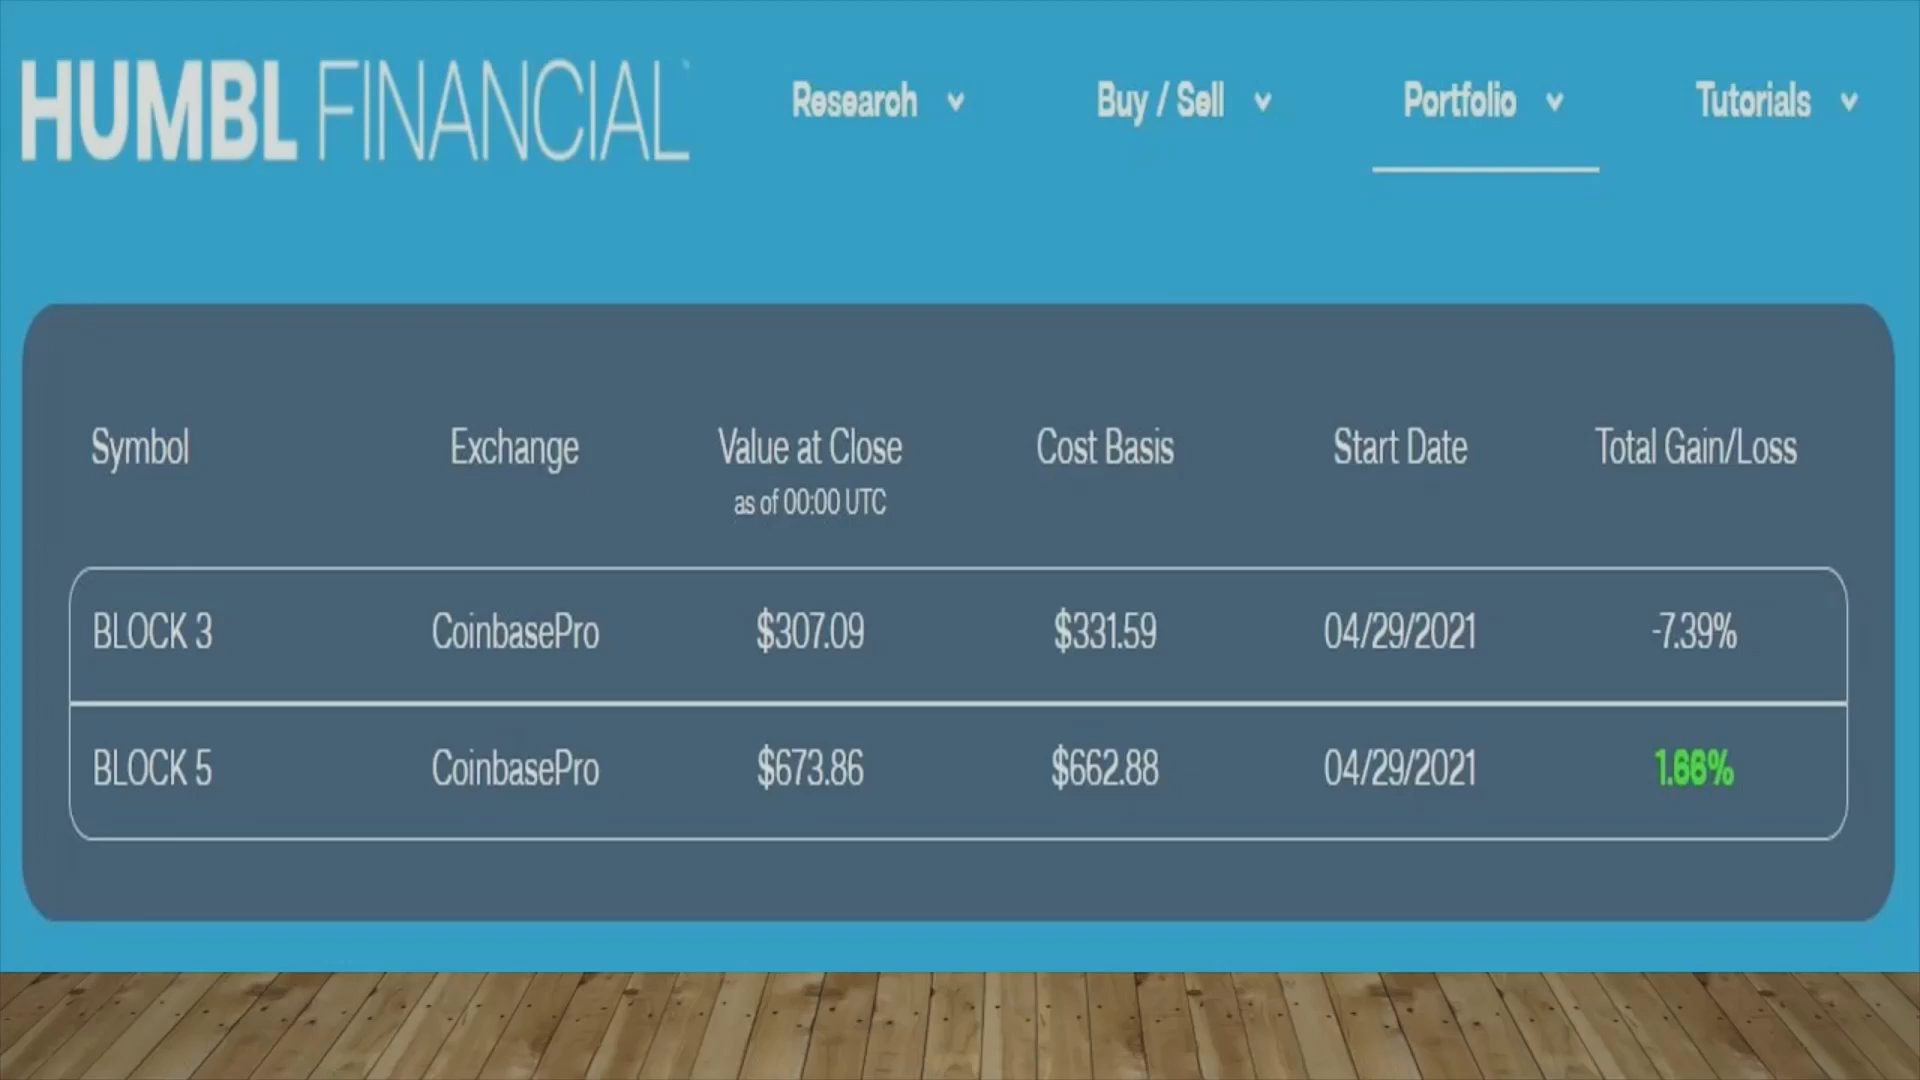 HUMBL FINANCIAL
Research
Buy / Sell
Portfolio
Tutorials
Symbol Exchange Value at Close Cost Basis Start Date Total Gain/Loss
as of 00:00 UTC
BLOCK 3 CoinbasePro $307.09 $331.59 04/29/2021 -7.39%
BLOCK 5 CoinbasePro $673.86 $662.88 04/29/2021 1.66%